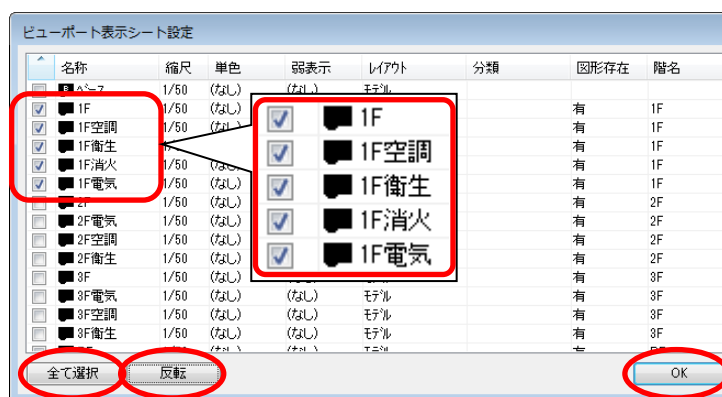 ビューポート表示シート設定
名称 縮尺 単色 弱表示 レイアウト 分類 図形存在 階名
B ベース 1/50 (なし) (なし) モデル
1F 1/50 (なし) 有 1F
1F空調 1/50 (なし) 有 1F
1F衛生 有 1F
1F消火 1/50 (なし) 有 1F
1F電気 1/50 (なし) 有 1F
1F
1F空調
1F衛生
1F消火
1F電気
2F 1/50 (なし) 有 2F
2F電気 1/50 (なし) 有 2F
2F空調 1/50 (なし) 有 2F
2F衛生 1/50 (なし) 有 2F
3F 1/50 (なし) 有 3F
3F電気 1/50 (なし) (なし) モデル 有 3F
3F空調 1/50 (なし) (なし) モデル 有 3F
3F衛生 1/50 (なし) (なし) モデル 有 3F
全て選択 反転 OK